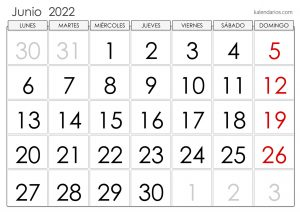 Junio 2022 kalendarios.com
LUNES MARTES MIÉRCOLES JUEVES VIERNES SÁBADO DOMINGO
30 31 1 2 3 4 5
6 7 8 9 10 11 12
13 14 15 16 17 18 19
20 21 22 23 24 25 26
27 28 29 30 1 2 3